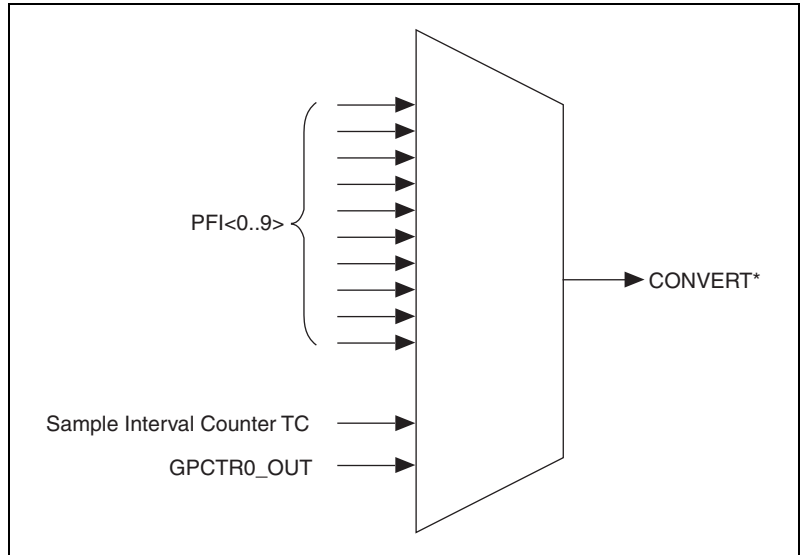 PFI<0..9>
CONVERT*
Sample Interval Counter TC
GPCTR0_OUT